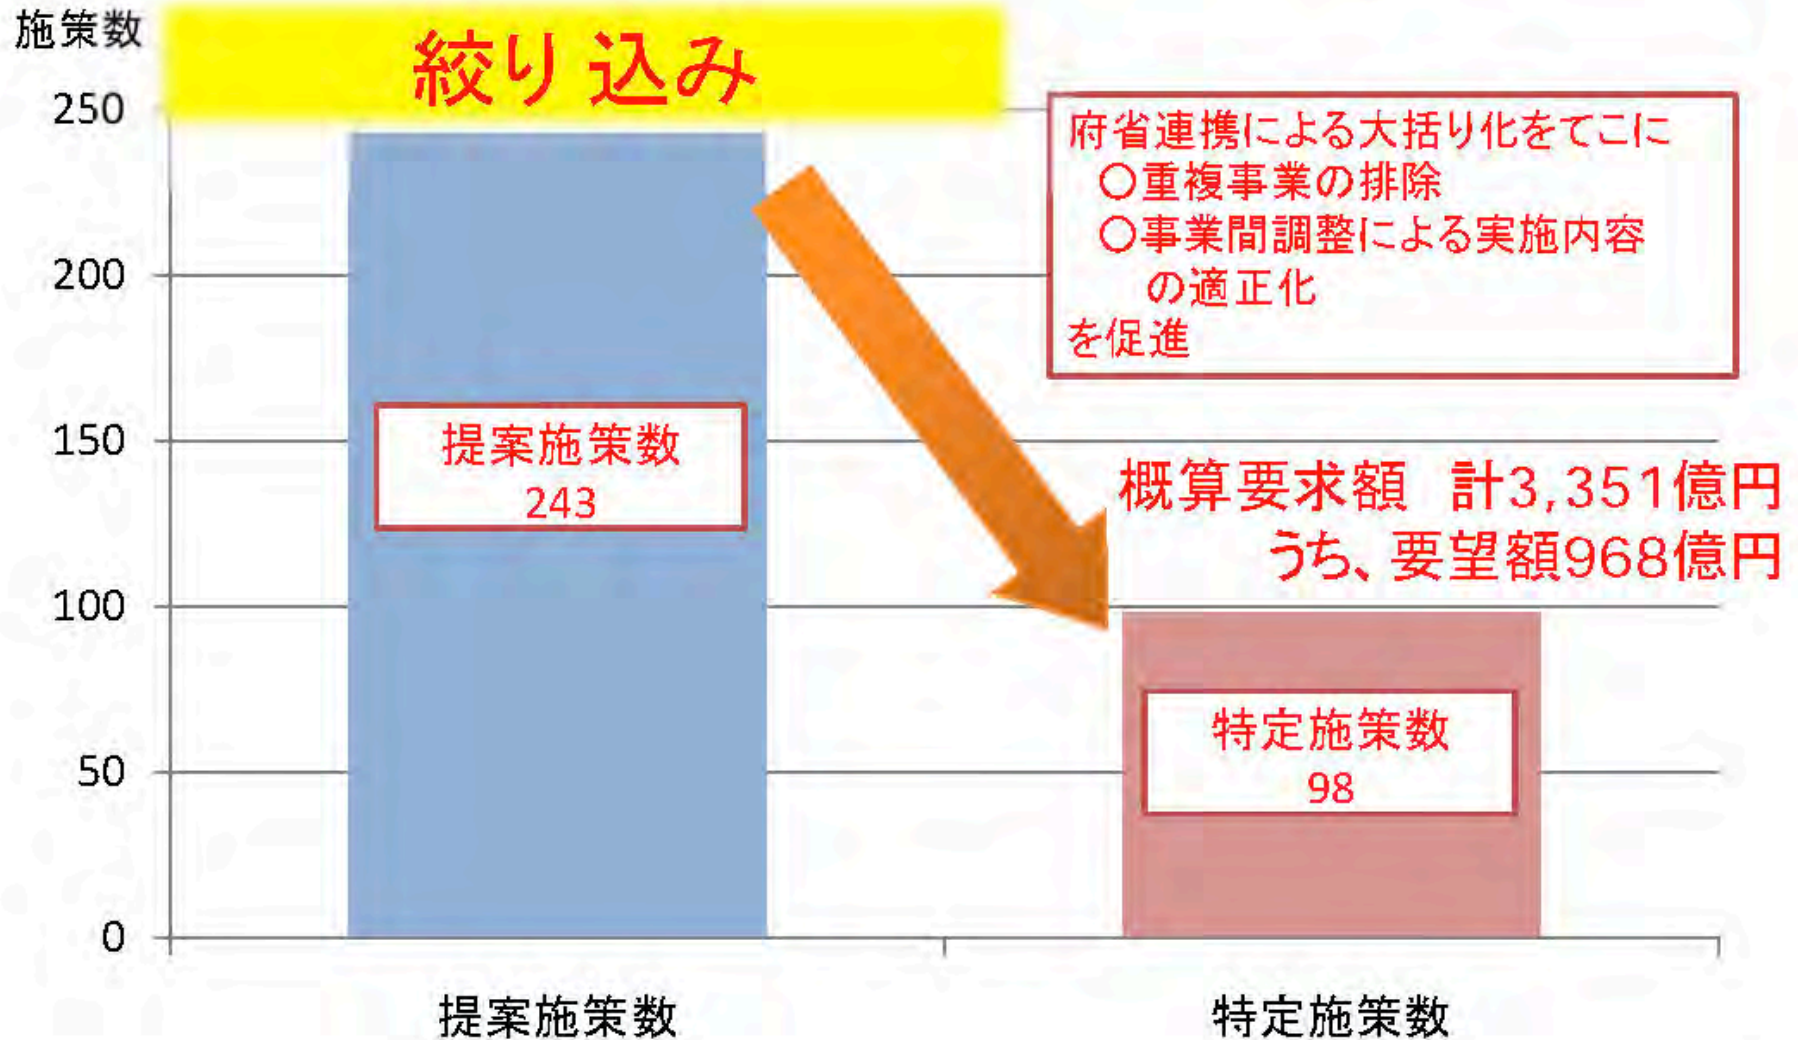 施策数
絞り込み
250
200
150
100
50
0
府省連携による大括り化をてこに
○重複事業の排除
○事業間調整による実施内容
の適正化
を促進
提案施策数
243
概算要求額 計3,351億円
うち、要望額968億円
特定施策数
98
提案施策数
特定施策数